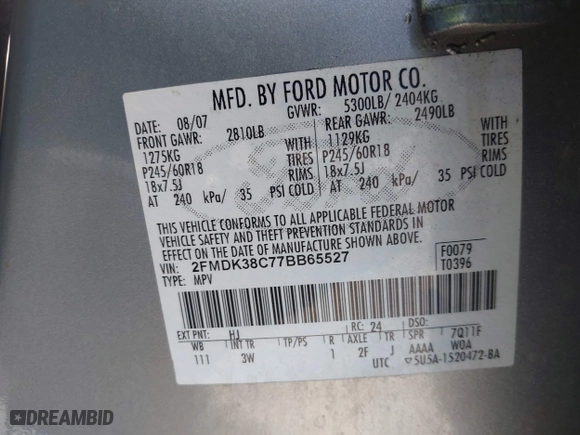 MFD. BY FORD MOTOR CO.
DATE: 08/07 GVWR: 5300LB/ 2404KG
FRONT GAWR: 2810LB REAR GAWR: 2490LB
1275KG WITH 1129KG WITH
P245/60R18 TIRES P245/60R18 TIRES
18x7.5J RIMS 18x7.5J RIMS
AT 240 kPa/ 35 PSI COLD AT 240 kPa/ 35 PSI COLD
THIS VEHICLE CONFORMS TO ALL APPLICABLE FEDERAL MOTOR
VEHICLE SAFETY AND THEFT PREVENTION STANDARDS IN
EFFECT ON THE DATE OF MANUFACTURE SHOWN ABOVE.
VIN: 2FMDK38C77BB65527 F0079
TYPE: MPV T0396
EXT PNT: HJ RC: 24 DSO:
WB INT TR TP/PS R AXLE TR SPR 7Q11F
111 3W 1 2F J AAAA WOA
UTC ▽5U5A-1520472-BA
DREAMBID